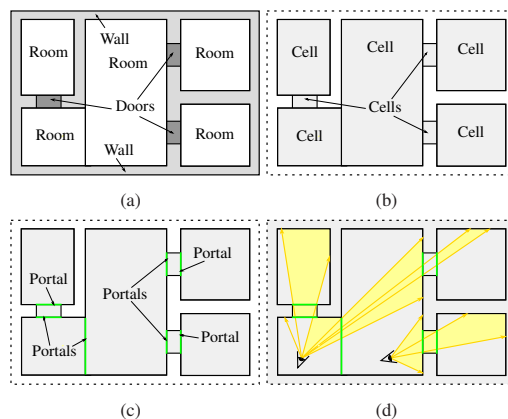 Wall
Room
Room
Room
Room
Doors
Room
Wall
Room
(a)
Cell
Cell
Cell
Cells
Cell
Cell
(b)
Portal
Portal
Portals
Portals
Portal
(c)
(d)